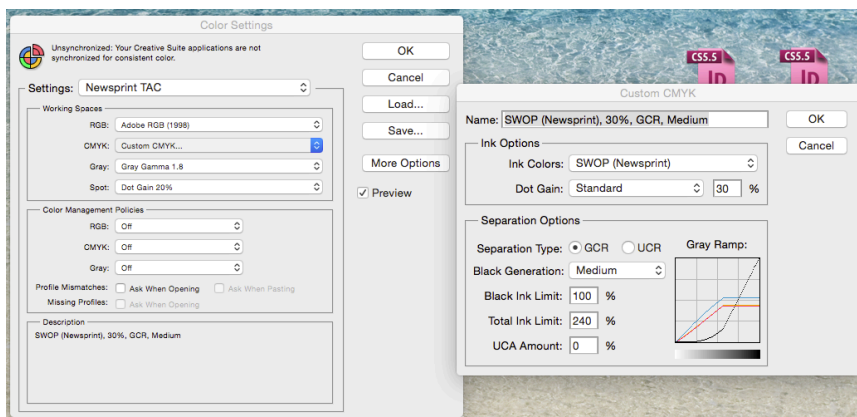 Color Settings
Unsynchronized: Your Creative Suite applications are not
synchronized for consistent color.
Settings: Newsprint TAC
Working Spaces
RGB: Adobe RGB (1998)
CMYK: Custom CMYK...
Gray: Gray Gamma 1.8
Spot: Dot Gain 20%
Color Management Policies
RGB: Off
CMYK: Off
Gray: Off
Profile Mismatches: Ask When Opening Ask When Pasting
Missing Profiles: Ask When Opening
Description
SWOP (Newsprint), 30%, GCR, Medium
OK
Cancel
Load...
Save...
More Options
Preview
CS5.5 CS5.5
ID ID
Custom CMYK
Name: SWOP (Newsprint), 30%, GCR, Medium
Ink Options
Ink Colors: SWOP (Newsprint)
Dot Gain: Standard 30 %
Separation Options
Separation Type: GCR UCR
Black Generation: Medium
Black Ink Limit: 100 %
Total Ink Limit: 240 %
UCA Amount: 0 %
Gray Ramp:
OK
Cancel